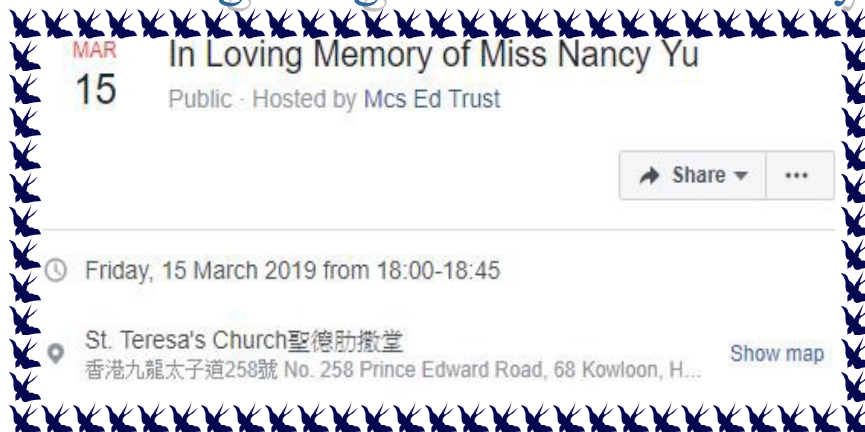 MAR
15
In Loving Memory of Miss Nancy Yu
Public · Hosted by Mcs Ed Trust
Share
Friday, 15 March 2019 from 18:00-18:45
St. Teresa's Church聖德肋撒堂
香港九龍太子道258號 No. 258 Prince Edward Road, 68 Kowloon, H...
Show map